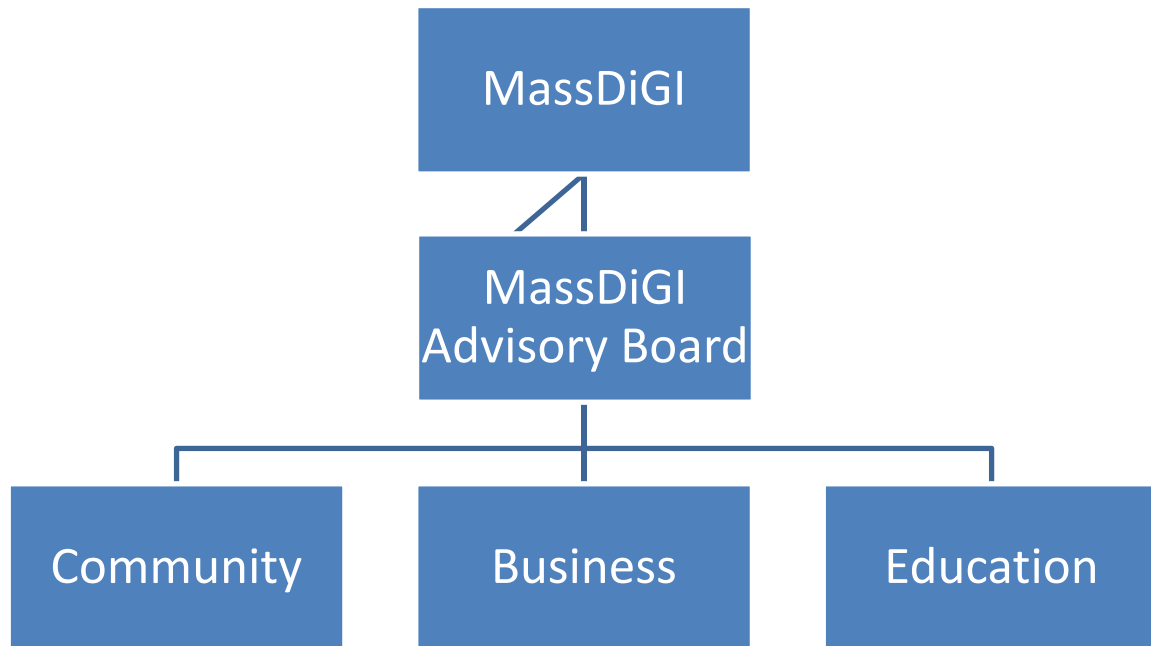 MassDiGI
MassDiGI
Advisory Board
Community
Business
Education